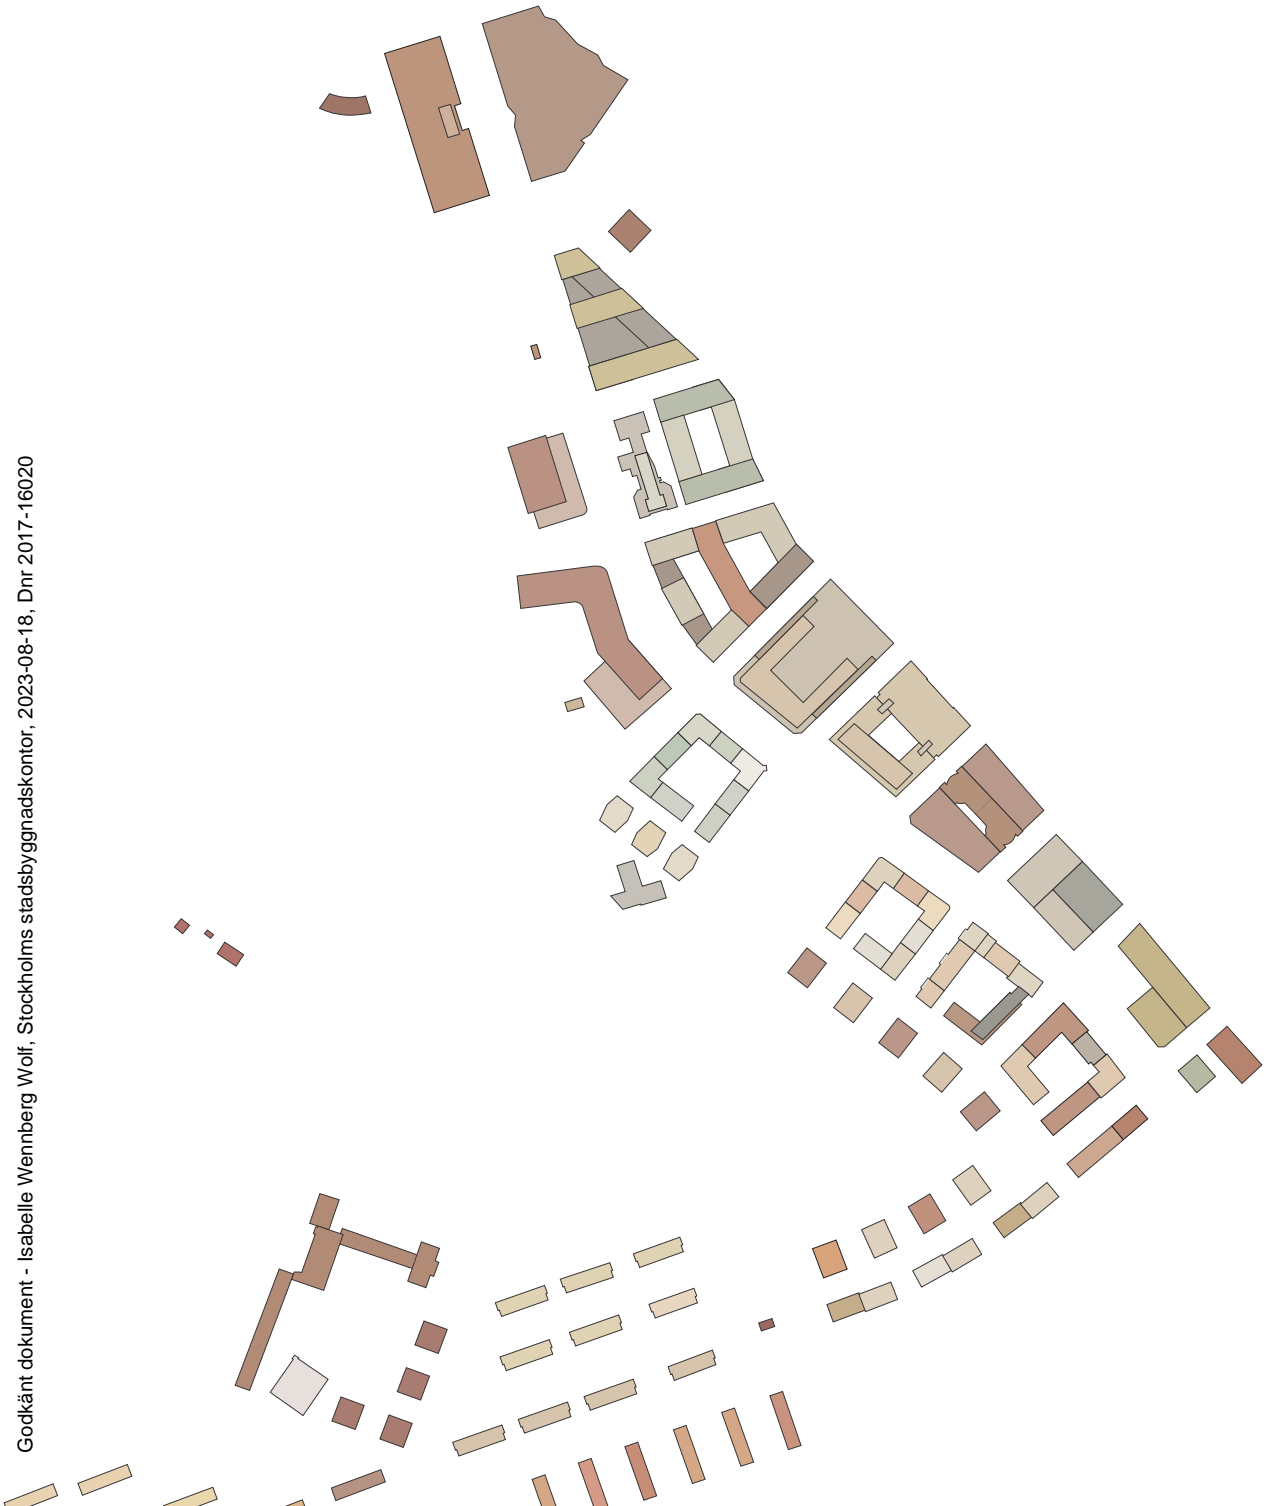 Godkänt dokument - Isabelle Wennberg Wolf, Stockholms stadsbyggnadskontor, 2023-08-18, Dnr 2017-16020